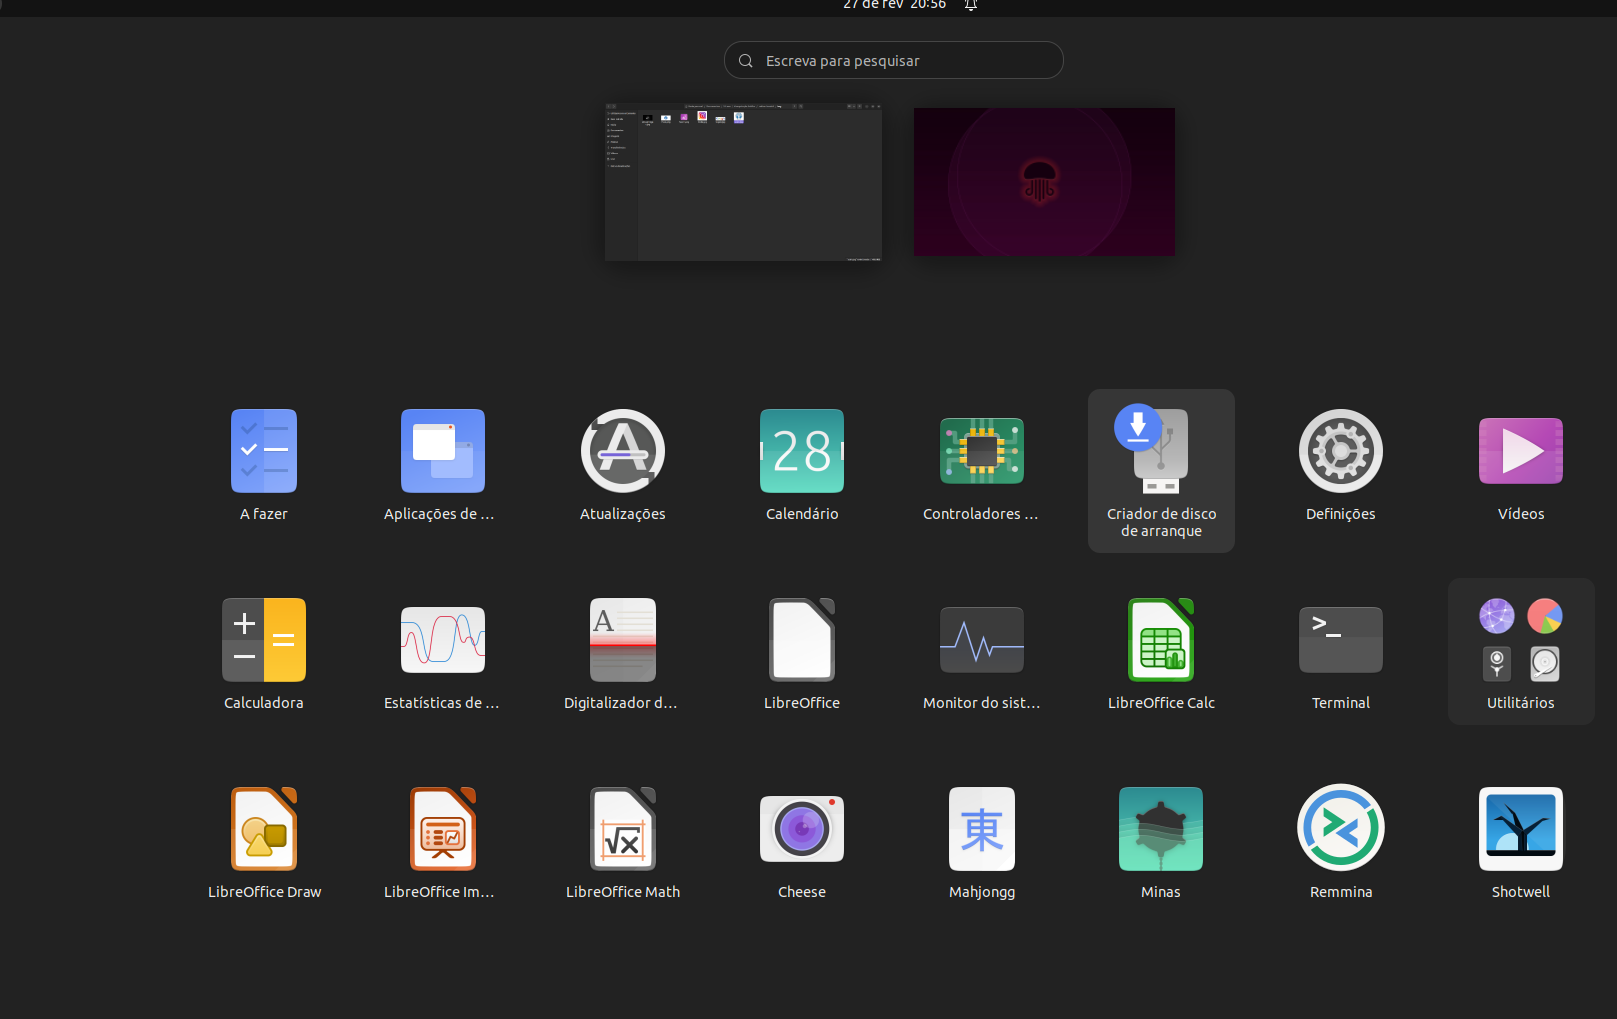 27 de fev 20:56
Escreva para pesquisar
28
A fazer
Aplicações de ...
Atualizações
Calendário
Controladores ...
Criador de disco
de arranque
Definições
Vídeos
A
>_
Calculadora
Estatísticas de ...
Digitalizador d...
LibreOffice
Monitor do sist...
LibreOffice Calc
Terminal
Utilitários
√x
東
LibreOffice Draw
LibreOffice Im...
LibreOffice Math
Cheese
Mahjongg
Minas
Remmina
Shotwell